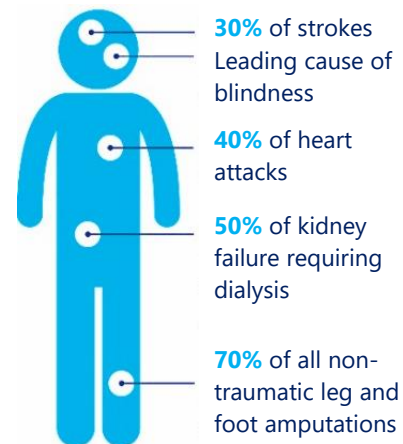 30% of strokes
Leading cause of
blindness
40% of heart
attacks
50% of kidney
failure requiring
dialysis
70% of all non-
traumatic leg and
foot amputations